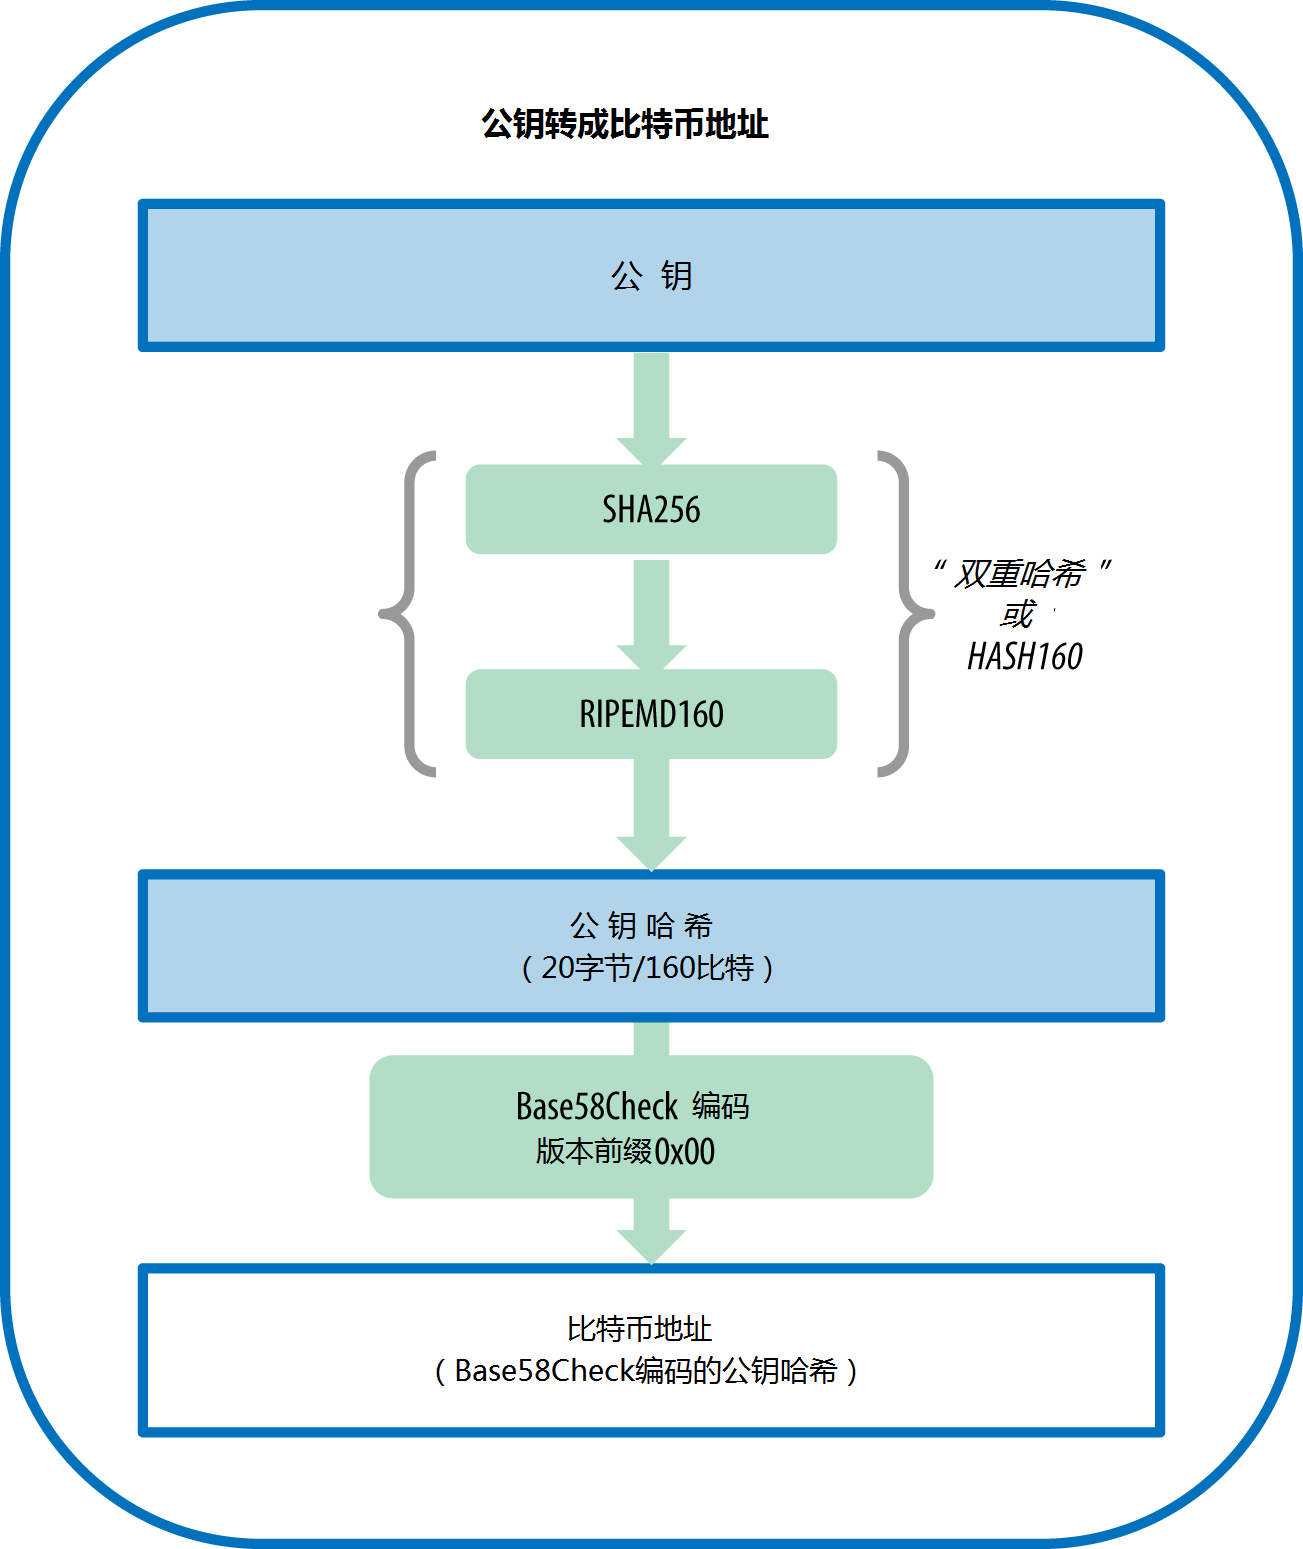 公钥转成比特币地址
公 钥
SHA256
“双重哈希”
或
HASH160
RIPEMD160
公钥哈希
（20字节/160比特）
Base58Check 编码
版本前缀0x00
比特币地址
（Base58Check编码的公钥哈希）